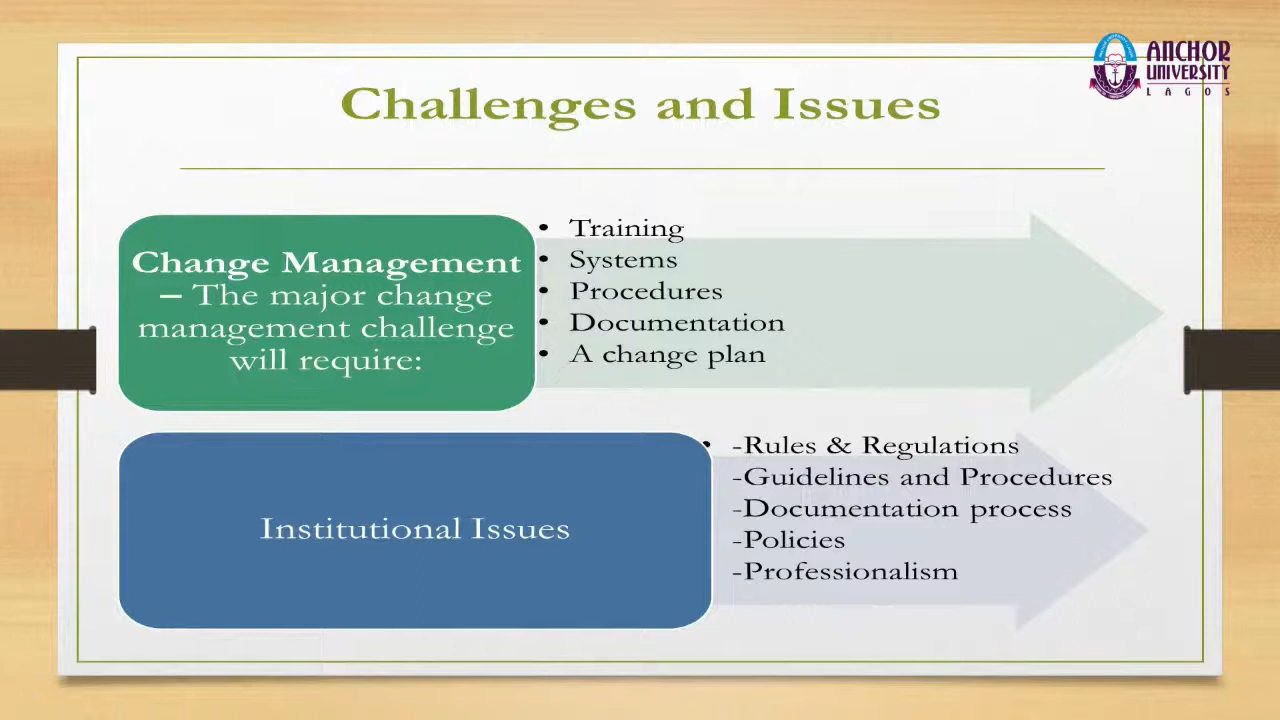 ANCHOR
UNIVERSITY
LAGOS
Challenges and Issues
Change Management
– The major change
management challenge
will require:
• Training
• Systems
• Procedures
• Documentation
• A change plan
Institutional Issues
• -Rules & Regulations
-Guidelines and Procedures
-Documentation process
-Policies
-Professionalism